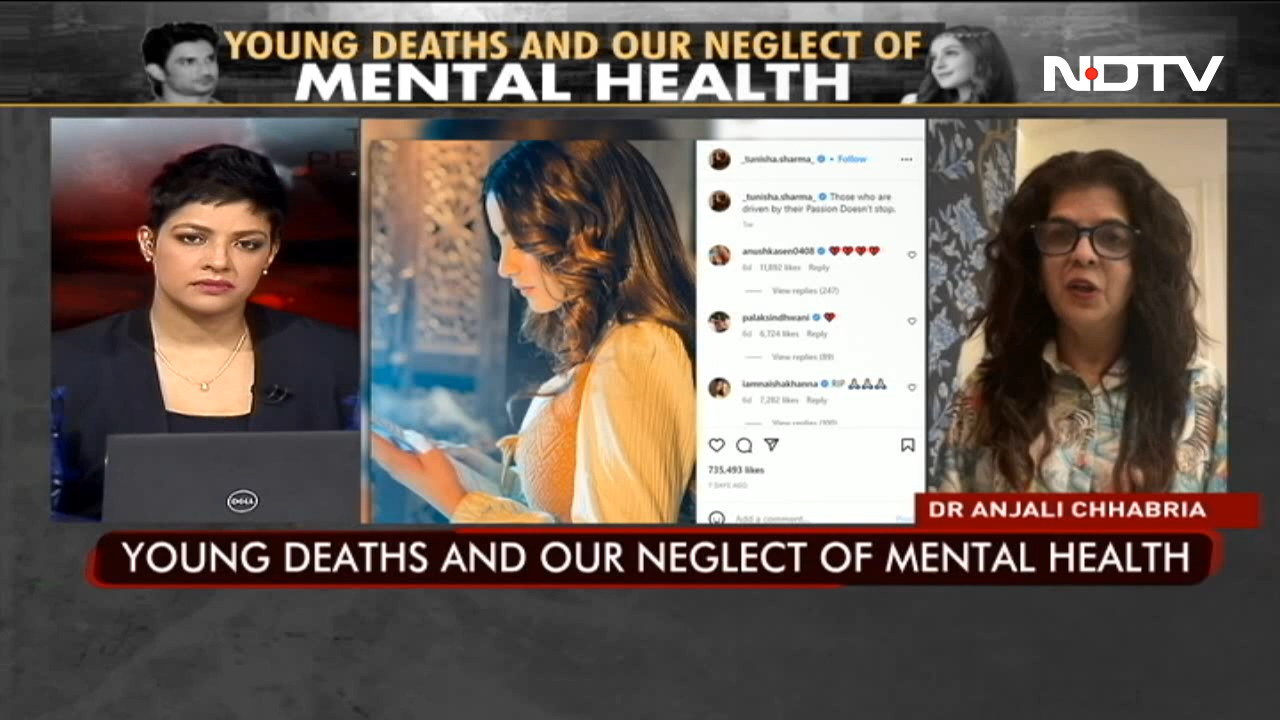 YOUNG DEATHS AND OUR NEGLECT OF
MENTAL HEALTH
NDTV
_tunisha.sharma_ • Follow
_tunisha.sharma_ Those who are
driven by their Passion Doesn't stop.
1w
anushkasen0408
6d 11,892 likes Reply
View replies (247)
palaksindhwani
6d 6,724 likes Reply
View replies (89)
iamnaishakhanna RIP
6d 7,282 likes Reply
View replies
735,493 likes
7 DAYS AGO
Add a comment...
DELL
DR ANJALI CHHABRIA
YOUNG DEATHS AND OUR NEGLECT OF MENTAL HEALTH